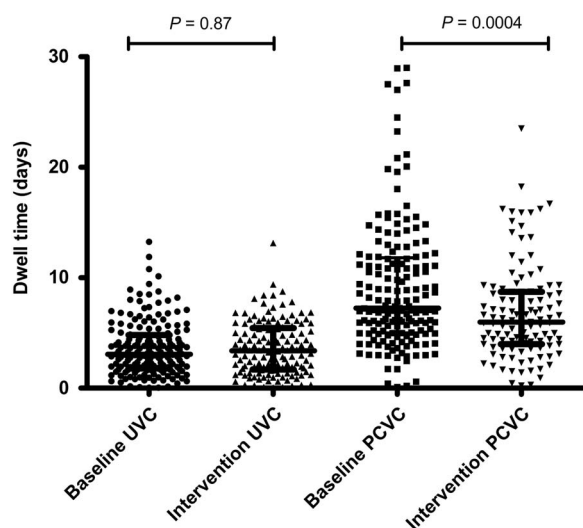 P = 0.87
P = 0.0004
30
20
10
0
Dwell time (days)
Baseline UVC
Intervention UVC
Baseline PCVC
Intervention PCVC